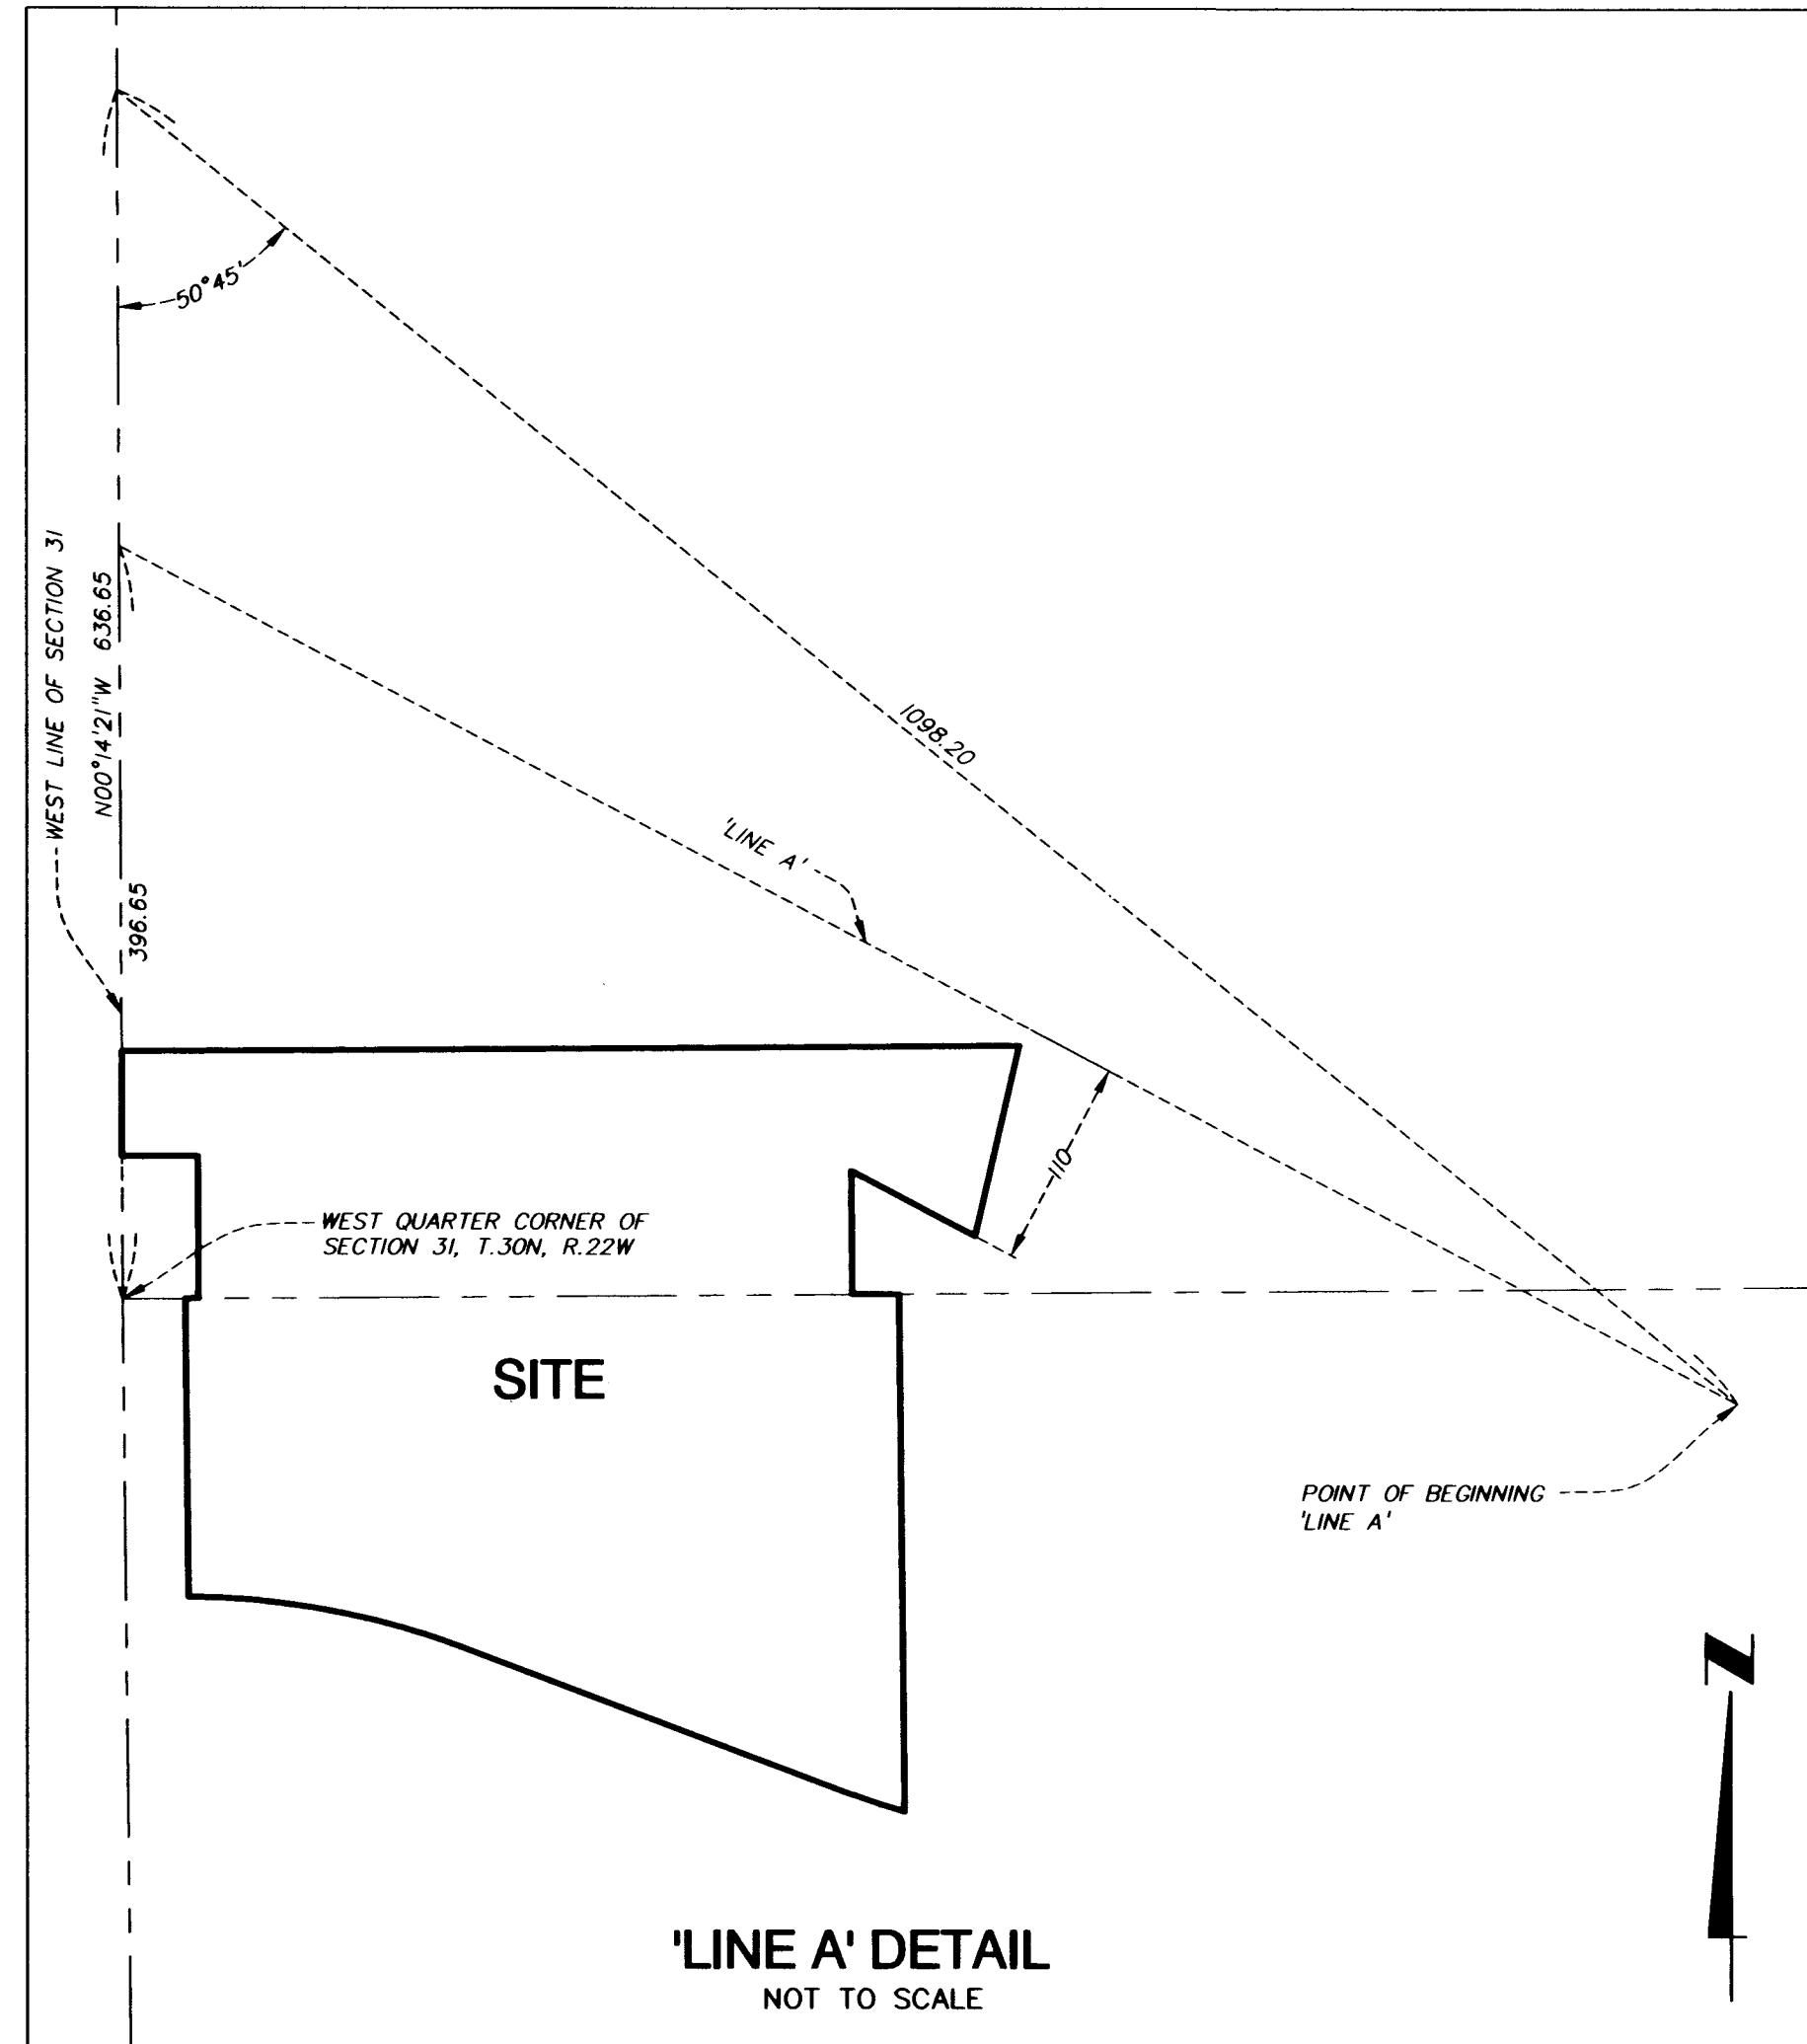 50°45'
WEST LINE OF SECTION 31
N00°14'21"W 636.65
396.65
1098.20
'LINE A'
110
WEST QUARTER CORNER OF
SECTION 31, T.30N, R.22W
SITE
POINT OF BEGINNING
'LINE A'
N
'LINE A' DETAIL
NOT TO SCALE